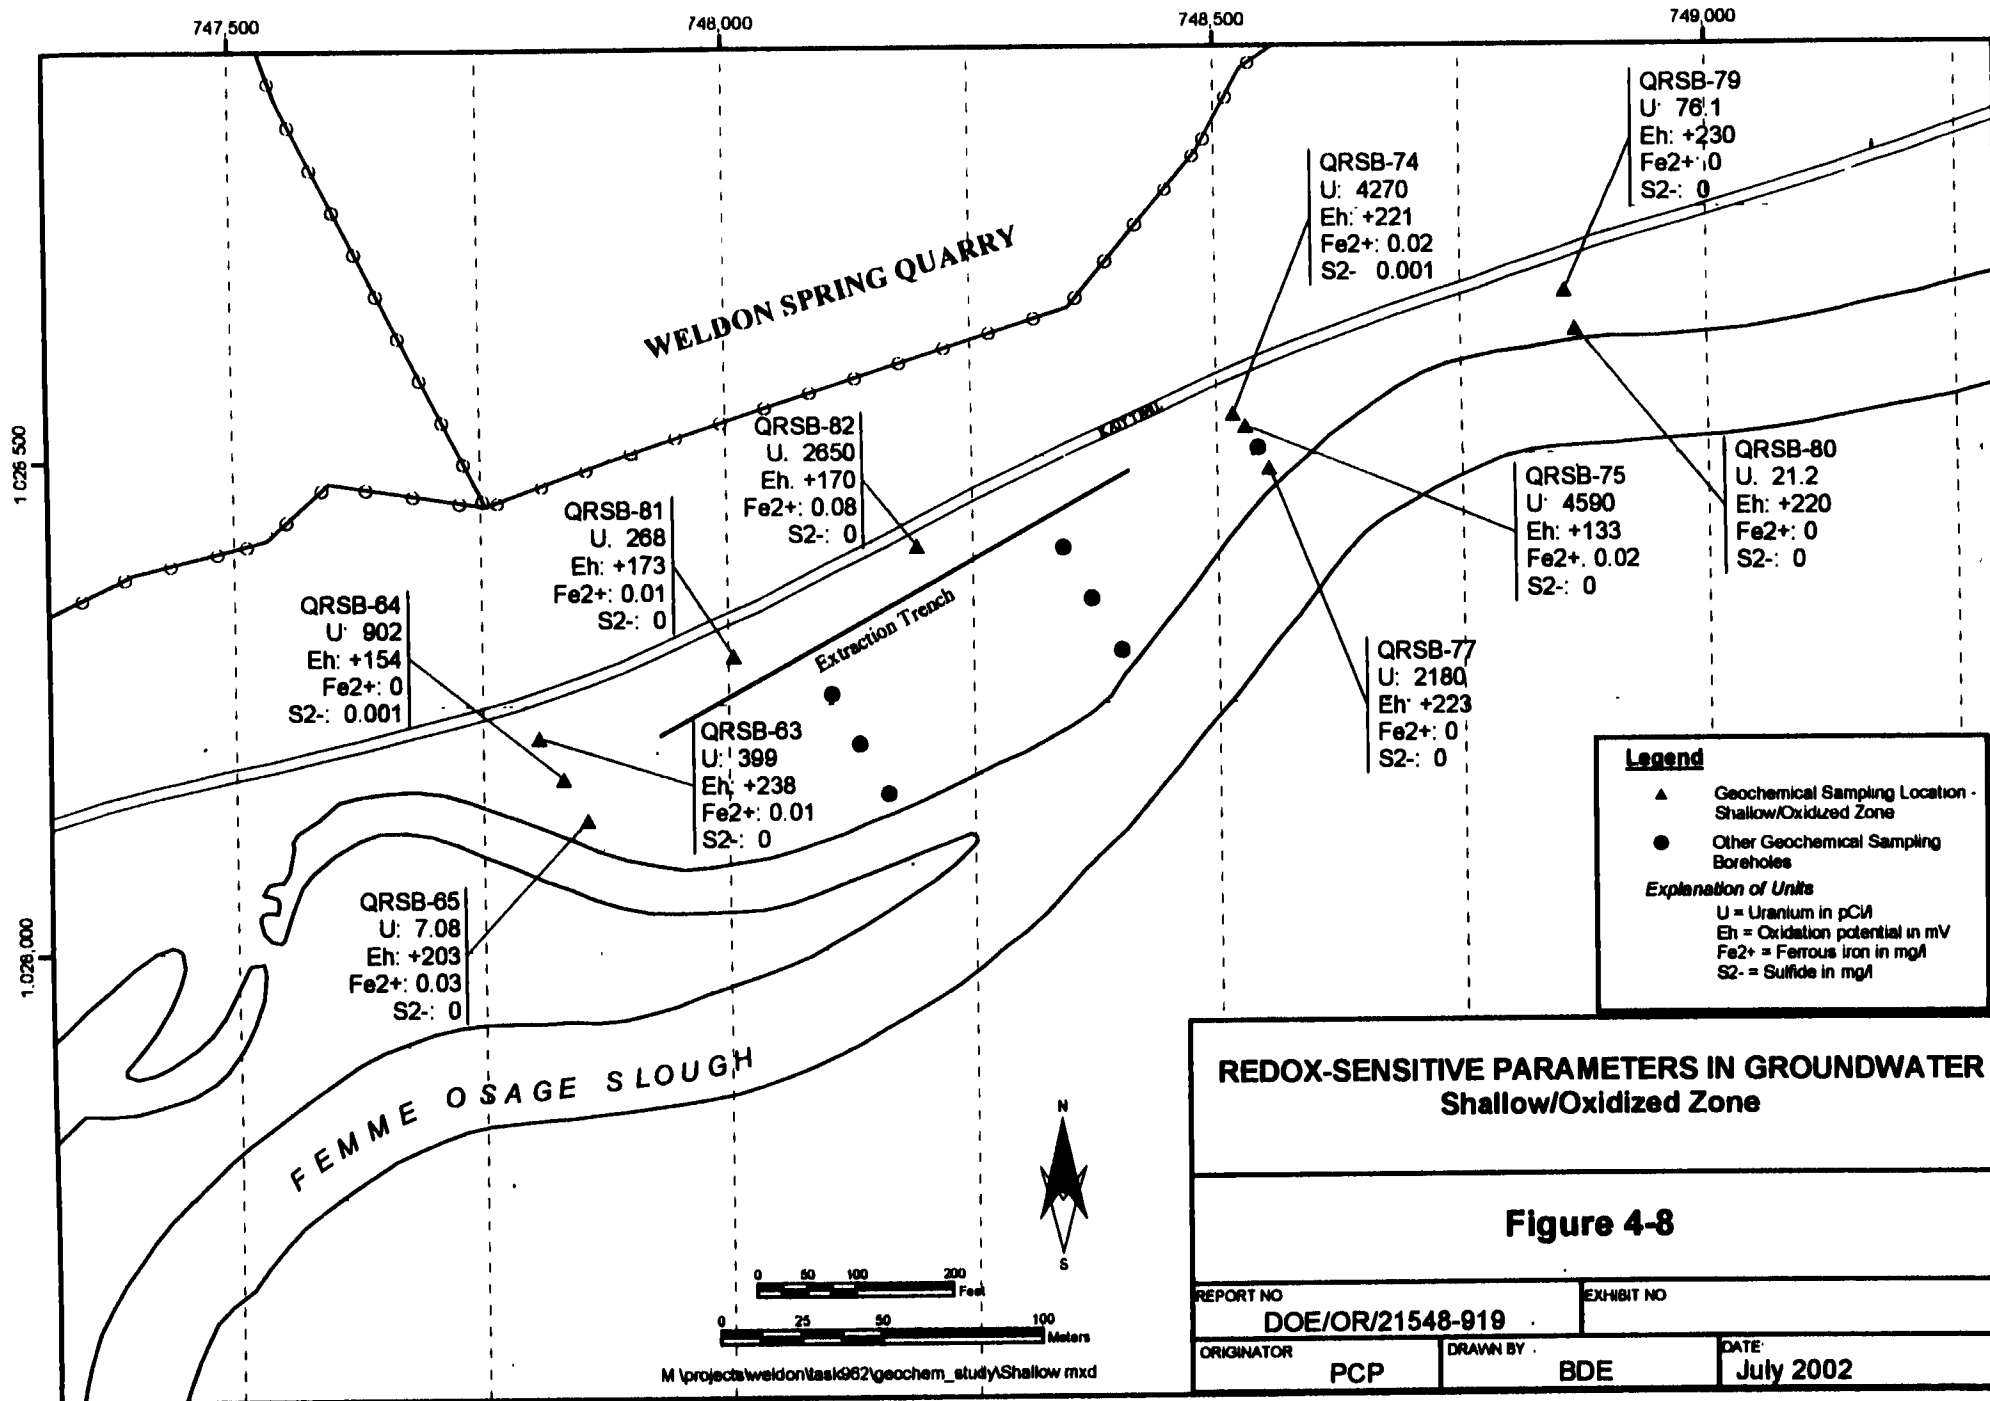 747,500
748,000
748,500
749,000
QRSB-79
U: 76.1
Eh: +230
Fe2+: 0
S2-: 0
QRSB-74
U: 4270
Eh: +221
Fe2+: 0.02
S2- 0.001
WELDON SPRING QUARRY
KATY TRAIL
QRSB-82
U. 2650
Eh. +170
Fe2+: 0.08
S2-: 0
QRSB-81
U. 268
Eh: +173
Fe2+: 0.01
S2-: 0
QRSB-80
U. 21.2
Eh: +220
Fe2+: 0
S2-: 0
QRSB-75
U: 4590
Eh: +133
Fe2+. 0.02
S2-: 0
QRSB-64
U: 902
Eh: +154
Fe2+: 0
S2-: 0.001
Extraction Trench
QRSB-77
U: 2180
Eh: +223
Fe2+: 0
S2-: 0
QRSB-63
U: 399
Eh: +238
Fe2+: 0.01
S2-: 0
QRSB-65
U: 7.08
Eh: +203
Fe2+: 0.03
S2-: 0
1.028,000
FEMME OSAGE SLOUGH
Legend
Geochemical Sampling Location -
Shallow/Oxidized Zone
Other Geochemical Sampling
Boreholes
Explanation of Units
U = Uranium in pCi/l
Eh = Oxidation potential in mV
Fe2+ = Ferrous iron in mg/l
S2- = Sulfide in mg/l
N
S
0 50 100 200
Feet
0 25 50 100
Meters
M \projects\weldon\task962\geochem_study\Shallow mxd
REDOX-SENSITIVE PARAMETERS IN GROUNDWATER
Shallow/Oxidized Zone
Figure 4-8
REPORT NO
DOE/OR/21548-919
EXHIBIT NO
ORIGINATOR
PCP
DRAWN BY
BDE
DATE:
July 2002